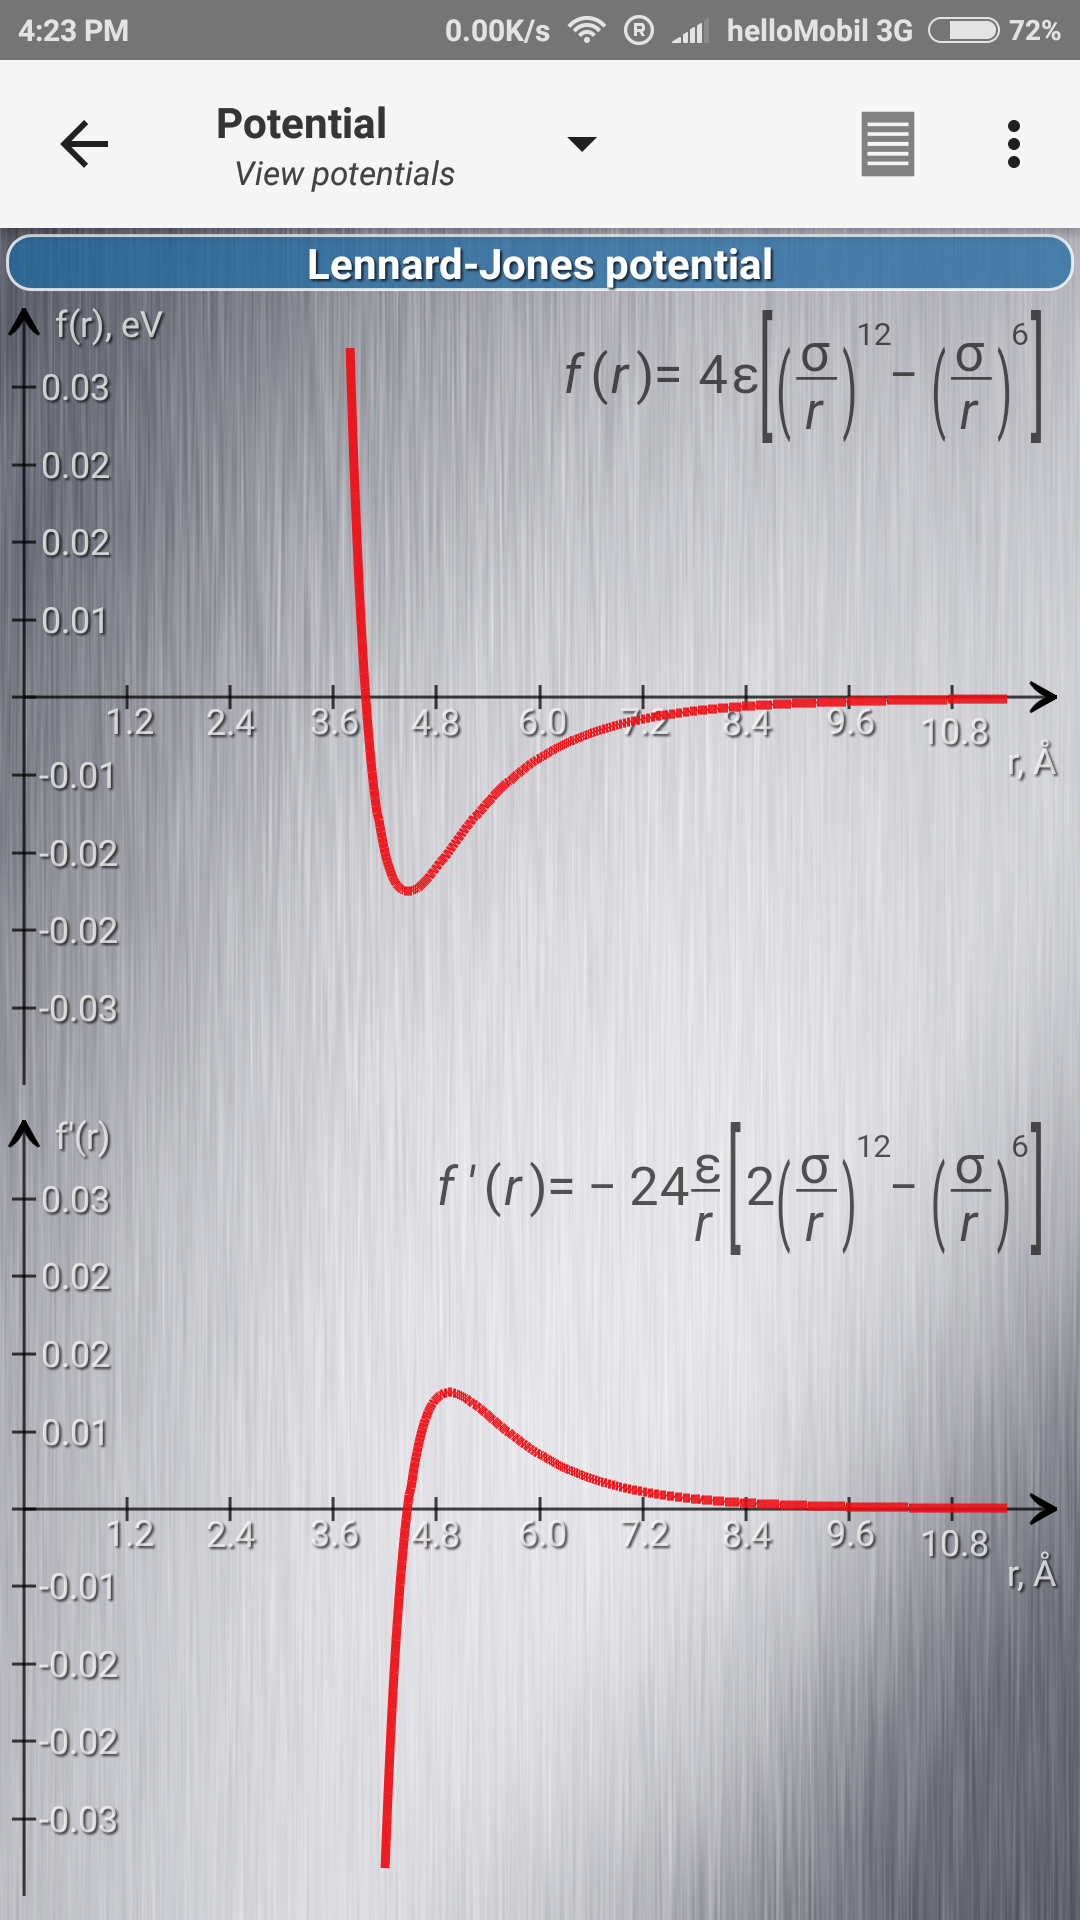 4:23 PM 0.00K/s R helloMobil 3G 72%
Potential
View potentials
Lennard-Jones potential
f(r), eV
f(r)= 4ε[(σ/r)^12 − (σ/r)^6]
0.03
0.02
0.02
0.01
1.2 2.4 3.6 4.8 6.0 7.2 8.4 9.6 10.8
r, Å
-0.01
-0.02
-0.02
-0.03
f'(r)
f'(r)= − 24 ε/r [2(σ/r)^12 − (σ/r)^6]
0.03
0.02
0.02
0.01
1.2 2.4 3.6 4.8 6.0 7.2 8.4 9.6 10.8
r, Å
-0.01
-0.02
-0.02
-0.03